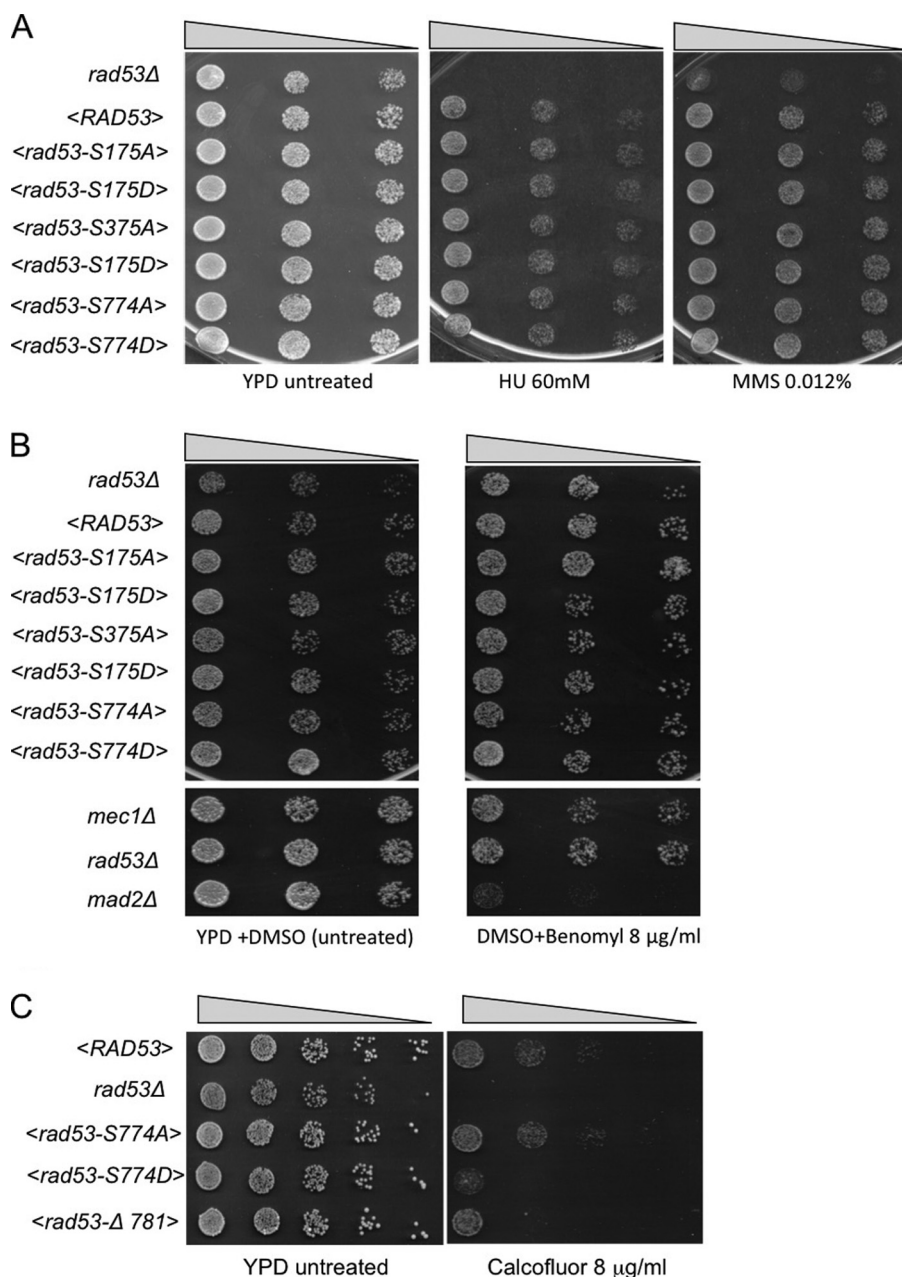 A
rad53Δ
<RAD53>
<rad53-S175A>
<rad53-S175D>
<rad53-S375A>
<rad53-S175D>
<rad53-S774A>
<rad53-S774D>
YPD untreated
HU 60mM
MMS 0.012%
B
rad53Δ
<RAD53>
<rad53-S175A>
<rad53-S175D>
<rad53-S375A>
<rad53-S175D>
<rad53-S774A>
<rad53-S774D>
mec1Δ
rad53Δ
mad2Δ
YPD +DMSO (untreated)
DMSO+Benomyl 8 μg/ml
C
<RAD53>
rad53Δ
<rad53-S774A>
<rad53-S774D>
<rad53-Δ 781>
YPD untreated
Calcofluor 8 μg/ml